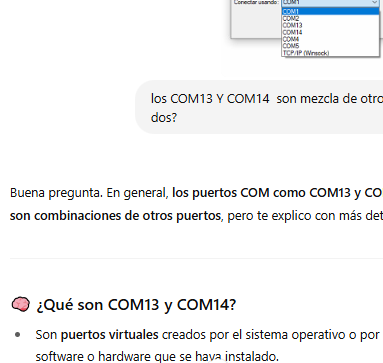 Conectar usando: COM1
COM1
COM2
COM13
COM14
COM4
COM5
TCP/IP (Winsock)
los COM13 Y COM14 son mezcla de otro
dos?
Buena pregunta. En general, los puertos COM como COM13 y CO
son combinaciones de otros puertos, pero te explico con más det
🧠 ¿Qué son COM13 y COM14?
• Son puertos virtuales creados por el sistema operativo o por
software o hardware que se haya instalado.